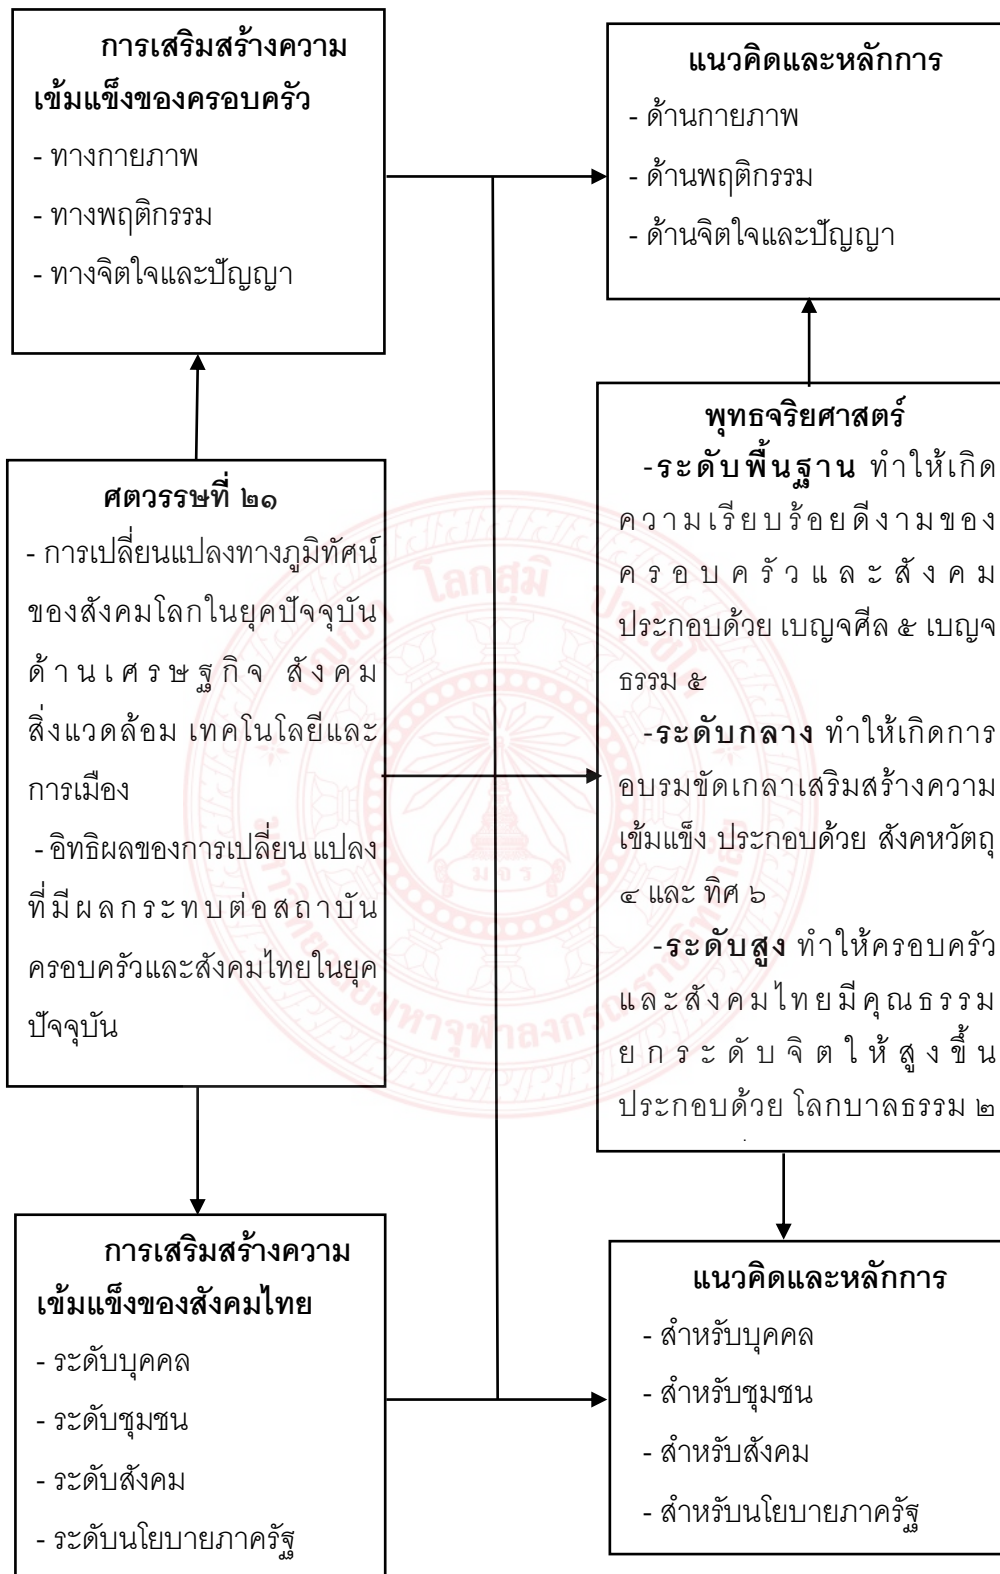 การเสริมสร้างความ
เข้มแข็งของครอบครัว
- ทางกายภาพ
- ทางพฤติกรรม
- ทางจิตใจและปัญญา
แนวคิดและหลักการ
- ด้านกายภาพ
- ด้านพฤติกรรม
- ด้านจิตใจและปัญญา
ศตวรรษที่ ๒๑
- การเปลี่ยนแปลงทางภูมิทัศน์
ของสังคมโลกในยุคปัจจุบัน
ด้านเศรษฐกิจ สังคม
สิ่งแวดล้อม เทคโนโลยีและ
การเมือง
- อิทธิผลของการเปลี่ยน แปลง
ที่มีผลกระทบต่อสถาบัน
ครอบครัวและสังคมไทยในยุค
ปัจจุบัน
พุทธจริยศาสตร์
-ระดับพื้นฐาน ทำให้เกิด
ความเรียบร้อยดีงามของ
ครอบครัวและสังคม
ประกอบด้วย เบญจศีล ๕ เบญจ
ธรรม ๕
-ระดับกลาง ทำให้เกิดการ
อบรมขัดเกลาเสริมสร้างความ
เข้มแข็ง ประกอบด้วย สังคหวัตถุ
๔ และ ทิศ ๖
-ระดับสูง ทำให้ครอบครัว
และสังคมไทยมีคุณธรรม
ยกระดับจิตให้สูงขึ้น
ประกอบด้วย โลกบาลธรรม ๒
การเสริมสร้างความ
เข้มแข็งของสังคมไทย
- ระดับบุคคล
- ระดับชุมชน
- ระดับสังคม
- ระดับนโยบายภาครัฐ
แนวคิดและหลักการ
- สำหรับบุคคล
- สำหรับชุมชน
- สำหรับสังคม
- สำหรับนโยบายภาครัฐ
โลกสฺมิ
มจร